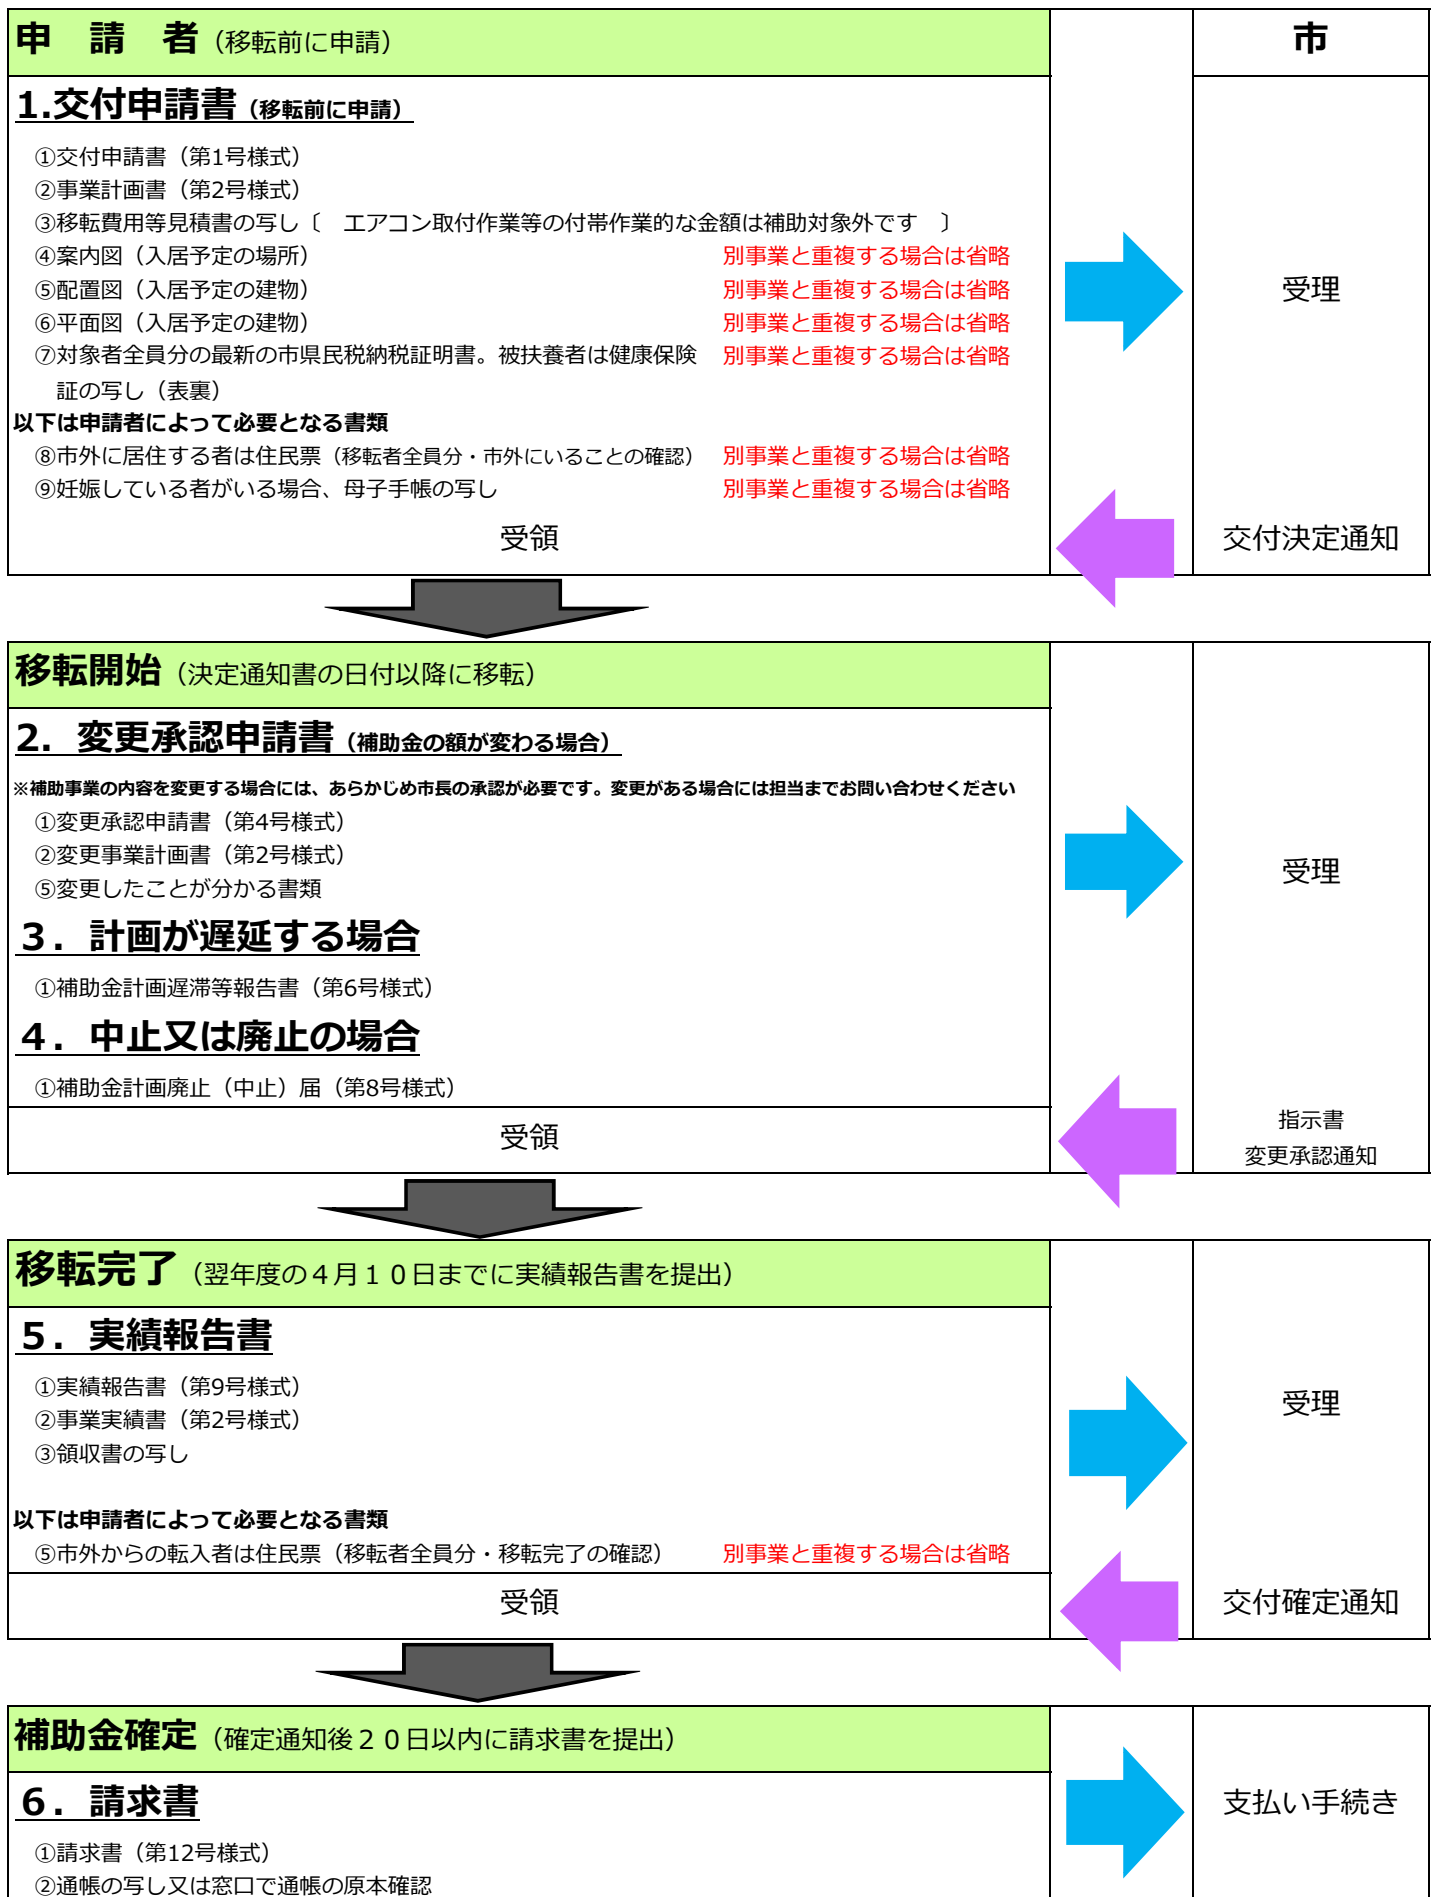 申　請　者（移転前に申請）
市
1.交付申請書（移転前に申請）
①交付申請書（第1号様式）
②事業計画書（第2号様式）
③移転費用等見積書の写し〔　エアコン取付作業等の付帯作業的な金額は補助対象外です　〕
④案内図（入居予定の場所）　別事業と重複する場合は省略
⑤配置図（入居予定の建物）　別事業と重複する場合は省略
受理
⑥平面図（入居予定の建物）　別事業と重複する場合は省略
⑦対象者全員分の最新の市県民税納税証明書。被扶養者は健康保険　別事業と重複する場合は省略
証の写し（表裏）
以下は申請者によって必要となる書類
⑧市外に居住する者は住民票（移転者全員分・市外にいることの確認）　別事業と重複する場合は省略
⑨妊娠している者がいる場合、母子手帳の写し　別事業と重複する場合は省略
受領
交付決定通知
移転開始（決定通知書の日付以降に移転）
2．変更承認申請書（補助金の額が変わる場合）
※補助事業の内容を変更する場合には、あらかじめ市長の承認が必要です。変更がある場合には担当までお問い合わせください
①変更承認申請書（第4号様式）
②変更事業計画書（第2号様式）
⑤変更したことが分かる書類
受理
３．計画が遅延する場合
①補助金計画遅滞等報告書（第6号様式）
４．中止又は廃止の場合
①補助金計画廃止（中止）届（第8号様式）
受領
指示書
変更承認通知
移転完了（翌年度の４月１０日までに実績報告書を提出）
５．実績報告書
①実績報告書（第9号様式）
②事業実績書（第2号様式）
③領収書の写し
受理
以下は申請者によって必要となる書類
⑤市外からの転入者は住民票（移転者全員分・移転完了の確認）　別事業と重複する場合は省略
受領
交付確定通知
補助金確定（確定通知後２０日以内に請求書を提出）
６．請求書
支払い手続き
①請求書（第12号様式）
②通帳の写し又は窓口で通帳の原本確認